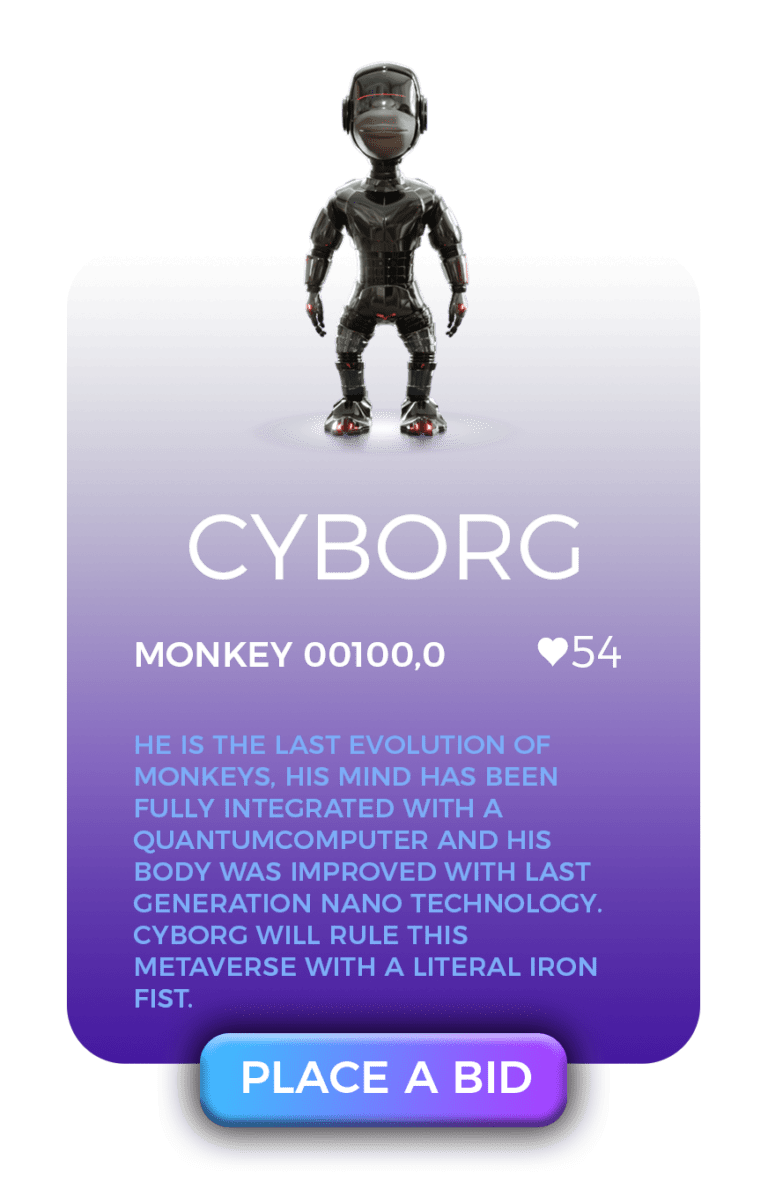 CYBORG
MONKEY 00100,0 ♥54
HE IS THE LAST EVOLUTION OF
MONKEYS, HIS MIND HAS BEEN
FULLY INTEGRATED WITH A
QUANTUMCOMPUTER AND HIS
BODY WAS IMPROVED WITH LAST
GENERATION NANO TECHNOLOGY.
CYBORG WILL RULE THIS
METAVERSE WITH A LITERAL IRON
FIST.
PLACE A BID